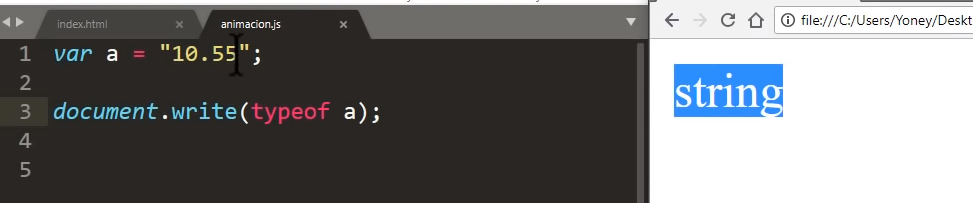 index.html
animacion.js
1 var a = "10.55";
2
3 document.write(typeof a);
4
5
file:///C:/Users/Yoney/Deskt
string